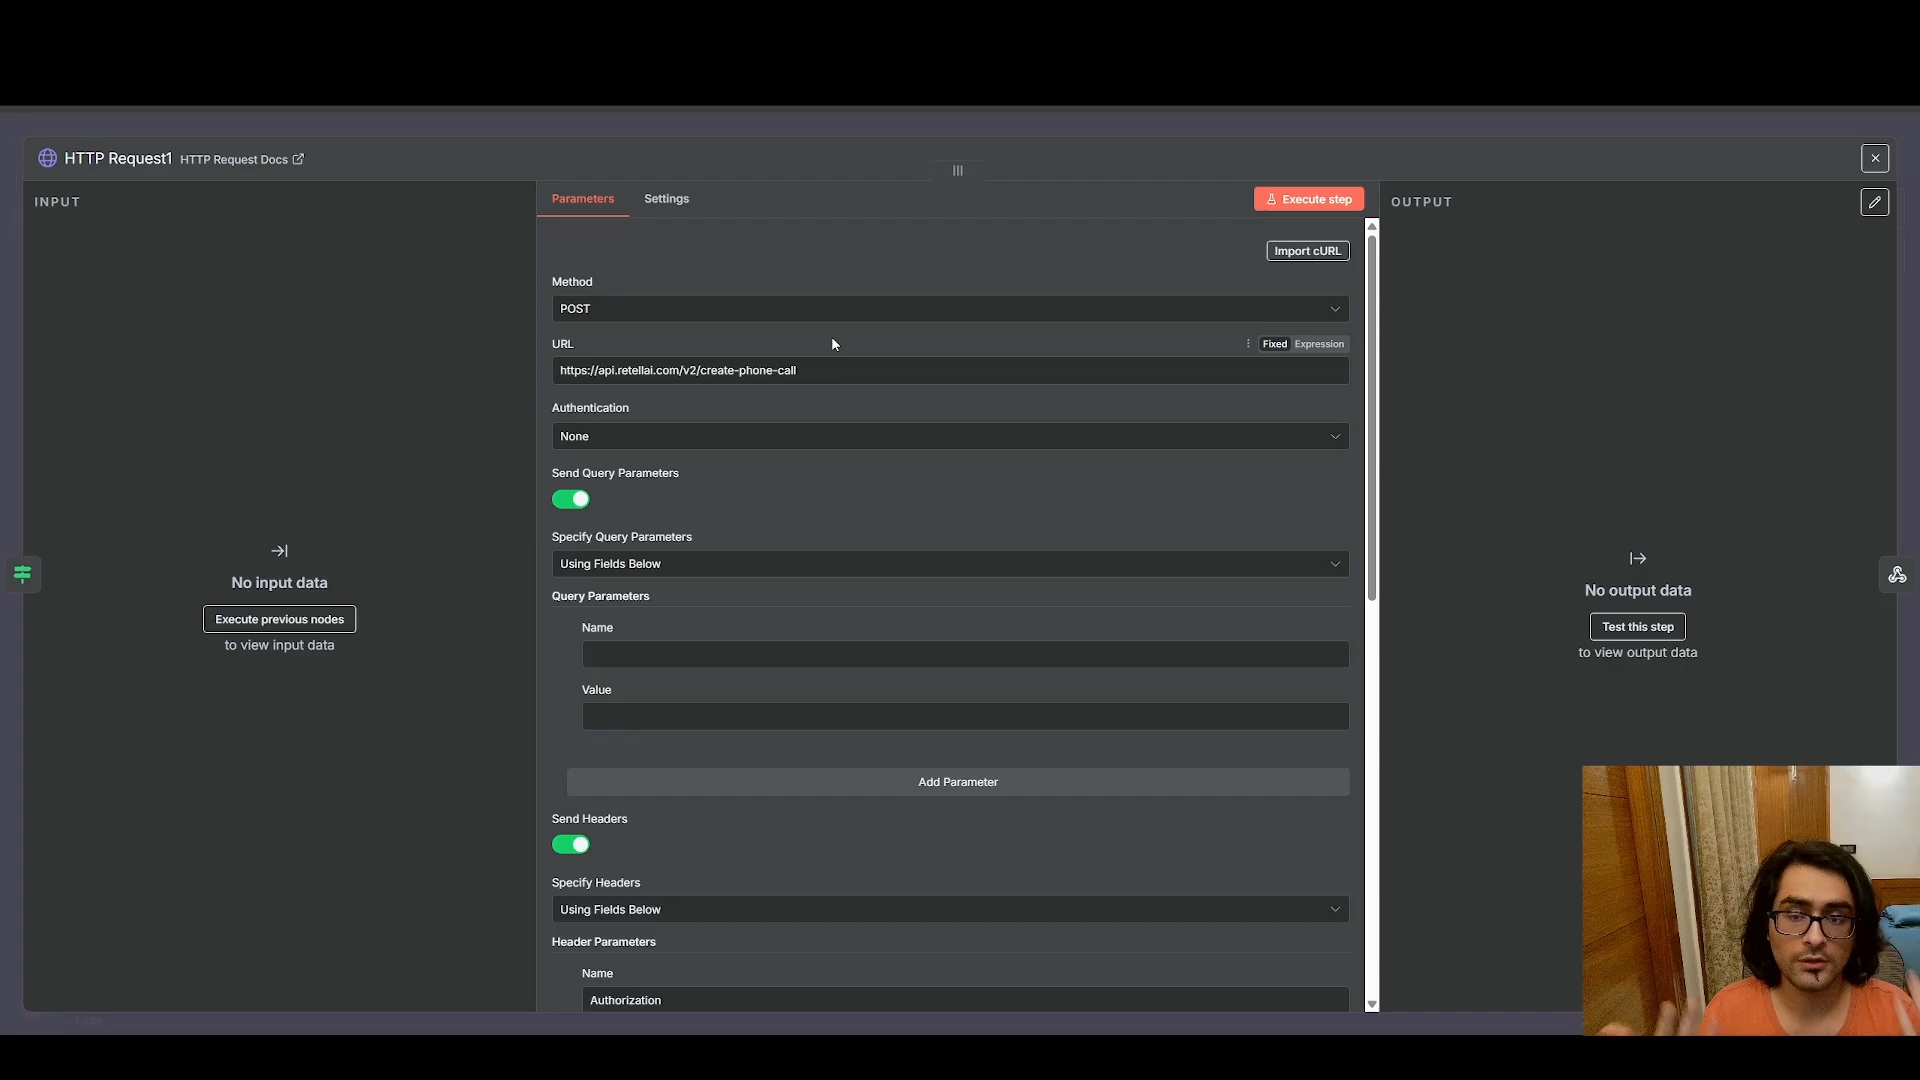 HTTP Request1 HTTP Request Docs
INPUT
Parameters Settings
Execute step
OUTPUT
Import cURL
Method
POST
URL
Fixed Expression
https://api.retellai.com/v2/create-phone-call
Authentication
None
Send Query Parameters
Specify Query Parameters
Using Fields Below
Query Parameters
Name
Value
Add Parameter
Send Headers
Specify Headers
Using Fields Below
Header Parameters
Name
Authorization
No input data
Execute previous nodes
to view input data
No output data
Test this step
to view output data
Logs